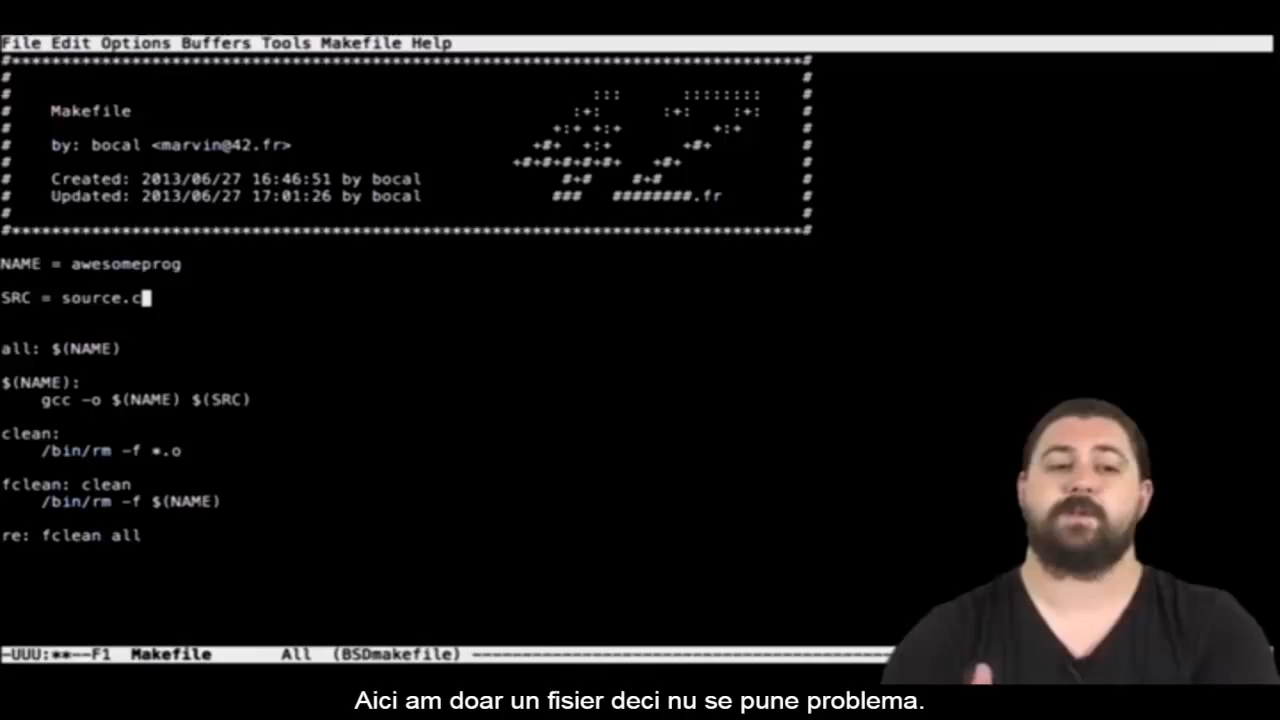 File Edit Options Buffers Tools Makefile Help
#******************************************************************************#
#
#
#    Makefile
#
#    by: bocal <marvin@42.fr>
#
#    Created: 2013/06/27 16:46:51 by bocal
#    Updated: 2013/06/27 17:01:26 by bocal    ###   ########.fr    #
#
#******************************************************************************#
NAME = awesomeprog
SRC = source.c
all: $(NAME)
$(NAME):
gcc -o $(NAME) $(SRC)
clean:
/bin/rm -f *.o
fclean: clean
/bin/rm -f $(NAME)
re: fclean all
-UUU:**--F1  Makefile      All  (BSDmakefile) ------------------------------------------
Aici am doar un fisier deci nu se pune problema.